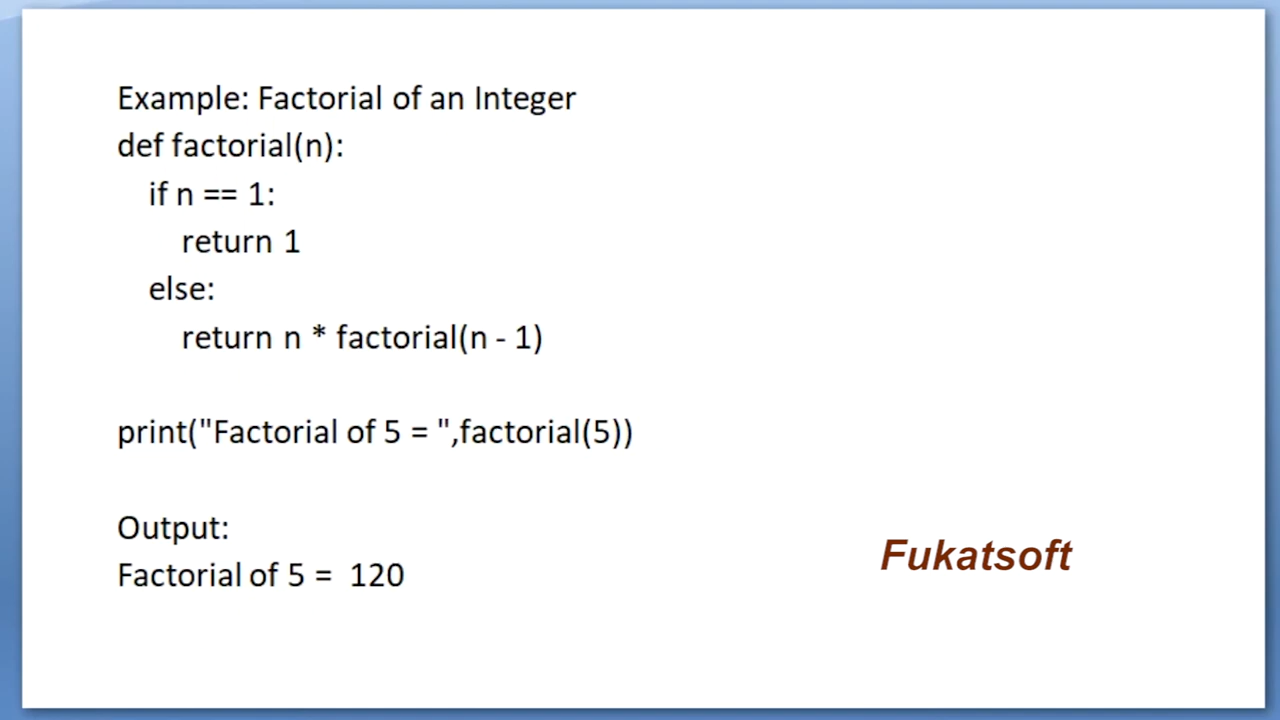 Example: Factorial of an Integer
def factorial(n):
    if n == 1:
        return 1
    else:
        return n * factorial(n - 1)
print("Factorial of 5 = ",factorial(5))
Output:
Factorial of 5 =  120
Fukatsoft